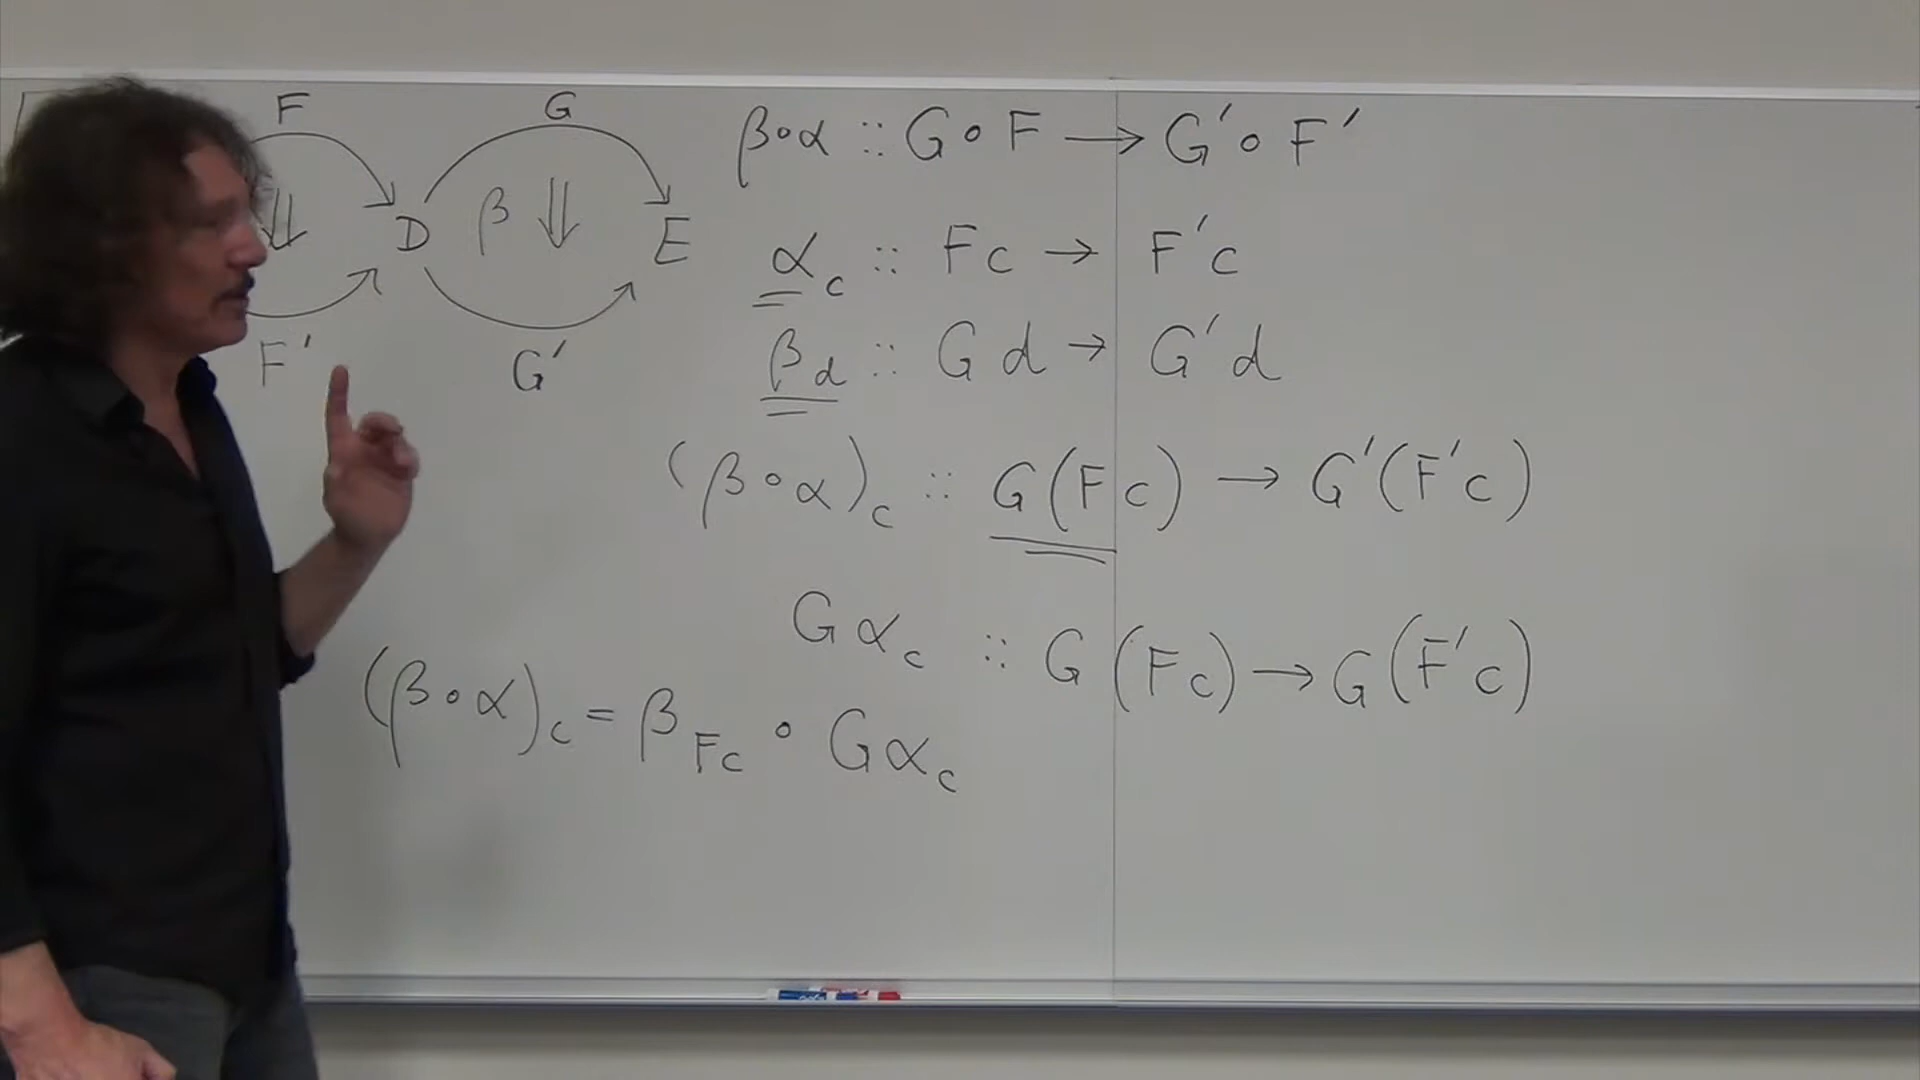 F G
β D E
F′ G′
β∘α :: G∘F → G′∘F′
α_c :: Fc → F′c
β_d :: Gd → G′d
(β∘α)_c :: G(Fc) → G′(F′c)
Gα_c :: G(Fc) → G(F′c)
(β∘α)_c = β_Fc ∘ Gα_c